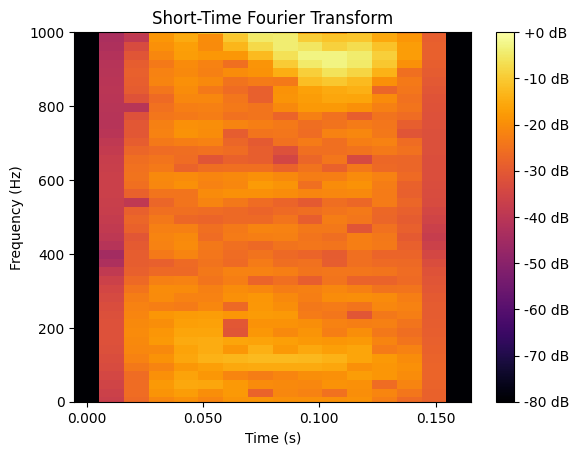 Short-Time Fourier Transform
Frequency (Hz)
1000
800
600
400
200
0
0.000
0.050
0.100
0.150
Time (s)
+0 dB
-10 dB
-20 dB
-30 dB
-40 dB
-50 dB
-60 dB
-70 dB
-80 dB